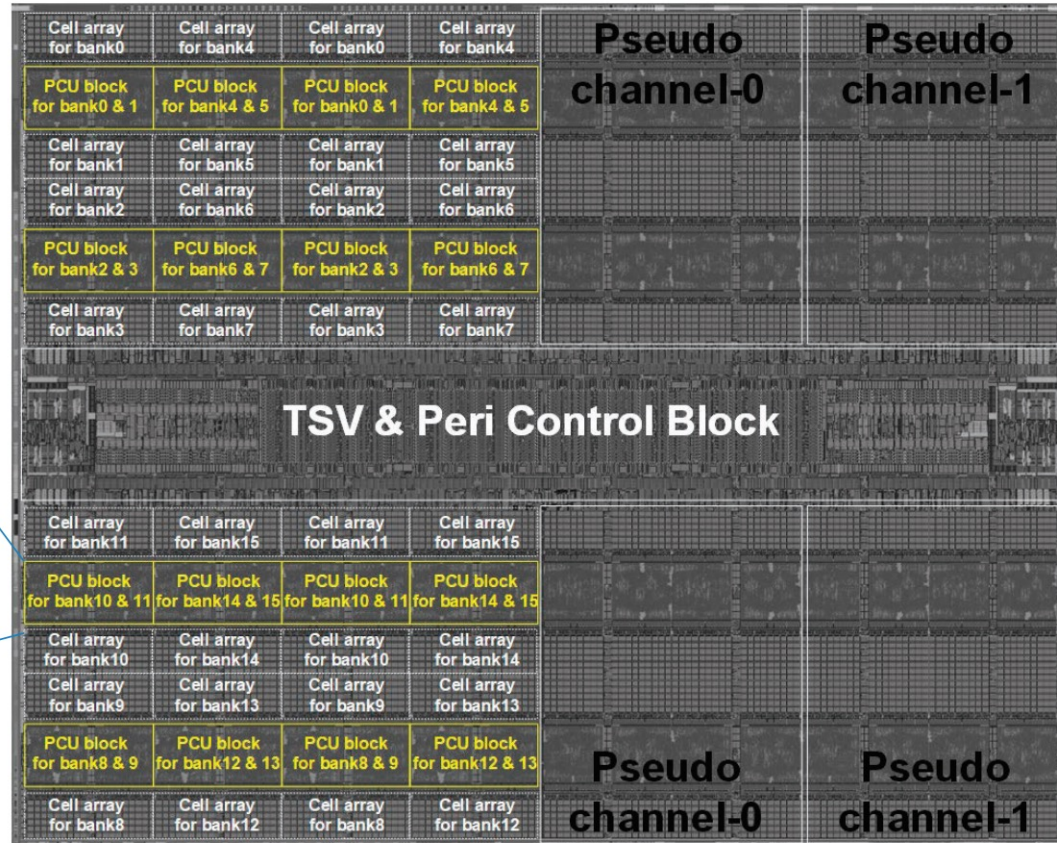 Cell array
for bank0
Cell array
for bank4
Cell array
for bank0
Cell array
for bank4
Pseudo
channel-0
Pseudo
channel-1
PCU block
for bank0 & 1
PCU block
for bank4 & 5
PCU block
for bank0 & 1
PCU block
for bank4 & 5
Cell array
for bank1
Cell array
for bank5
Cell array
for bank1
Cell array
for bank5
Cell array
for bank2
Cell array
for bank6
Cell array
for bank2
Cell array
for bank6
PCU block
for bank2 & 3
PCU block
for bank6 & 7
PCU block
for bank2 & 3
PCU block
for bank6 & 7
Cell array
for bank3
Cell array
for bank7
Cell array
for bank3
Cell array
for bank7
TSV & Peri Control Block
Cell array
for bank11
Cell array
for bank15
Cell array
for bank11
Cell array
for bank15
PCU block
for bank10 & 11
PCU block
for bank14 & 15
PCU block
for bank10 & 11
PCU block
for bank14 & 15
Cell array
for bank10
Cell array
for bank14
Cell array
for bank10
Cell array
for bank14
Cell array
for bank9
Cell array
for bank13
Cell array
for bank9
Cell array
for bank13
PCU block
for bank8 & 9
PCU block
for bank12 & 13
PCU block
for bank8 & 9
PCU block
for bank12 & 13
Cell array
for bank8
Cell array
for bank12
Cell array
for bank8
Cell array
for bank12
Pseudo
channel-0
Pseudo
channel-1